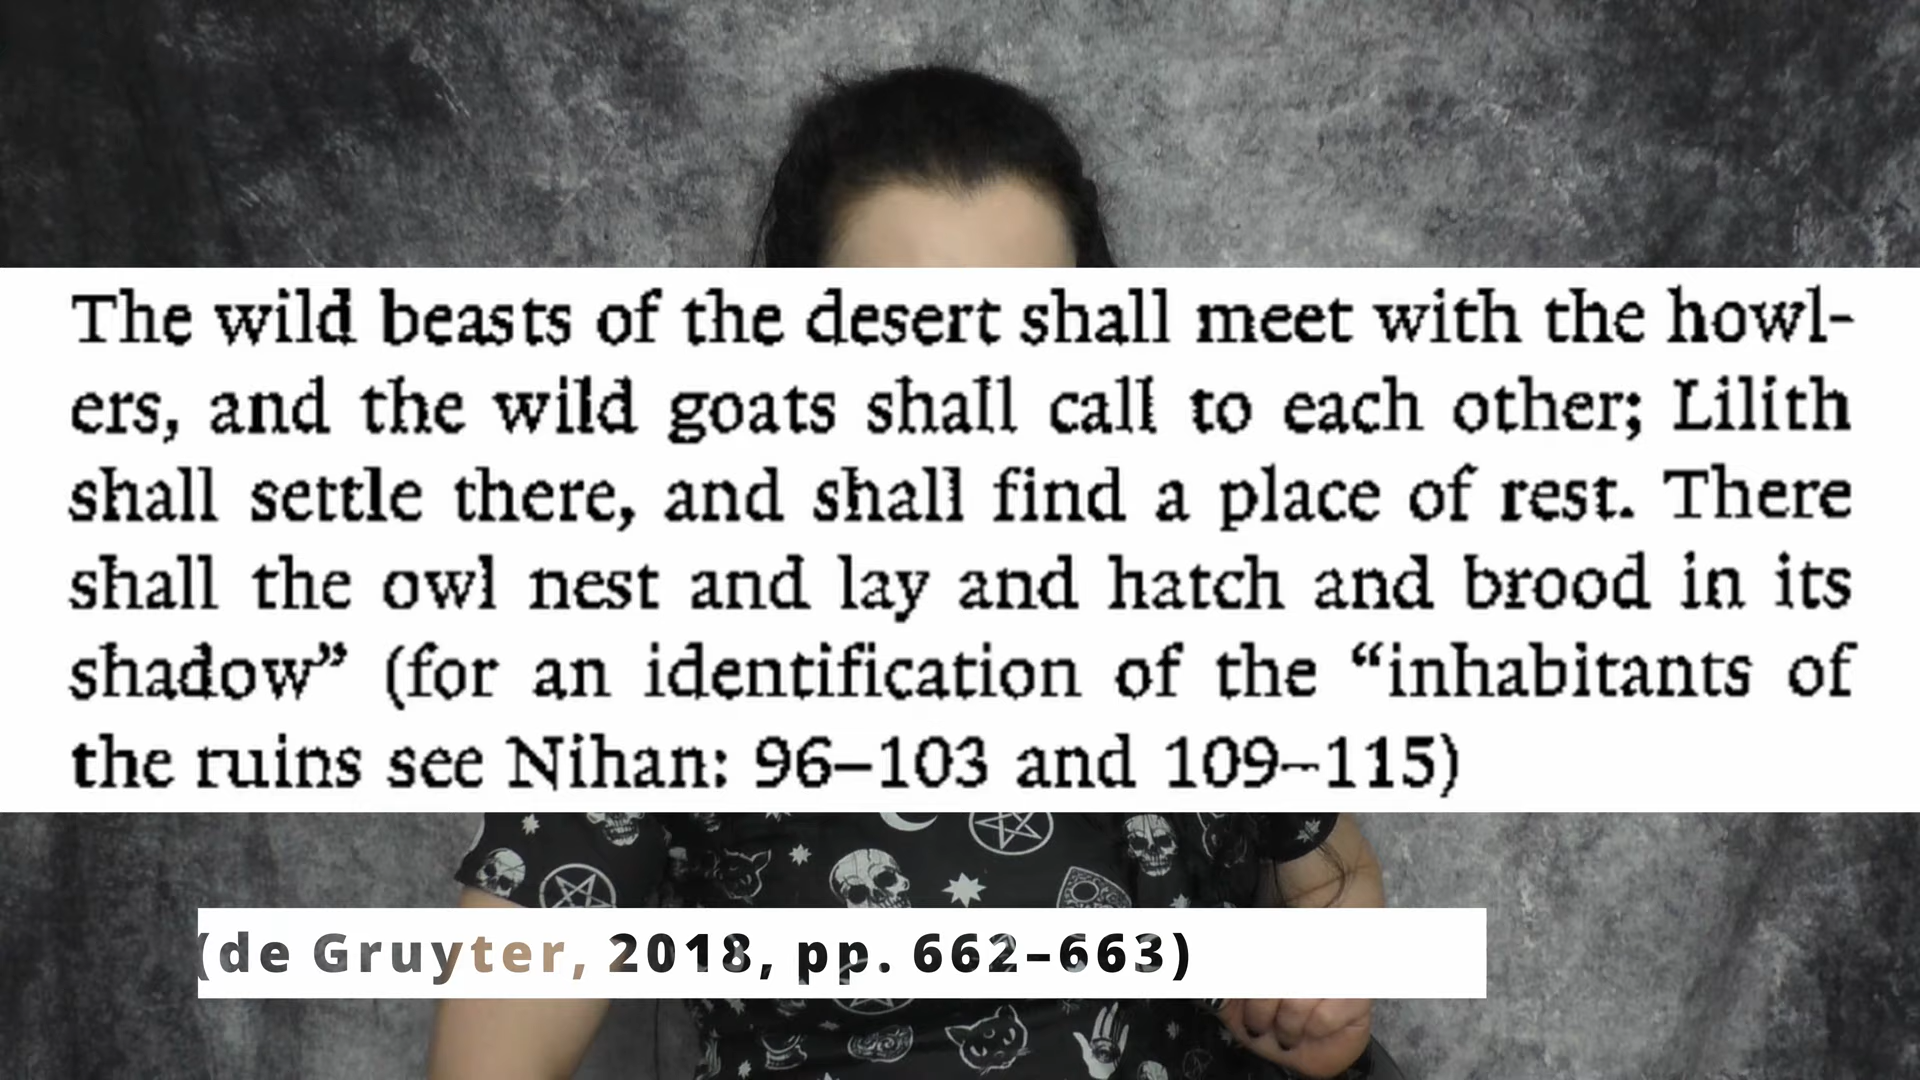 The wild beasts of the desert shall meet with the howl-
ers, and the wild goats shall call to each other; Lilith
shall settle there, and shall find a place of rest. There
shall the owl nest and lay and hatch and brood in its
shadow” (for an identification of the “inhabitants of
the ruins see Nihan: 96–103 and 109–115)
(de Gruyter, 2018, pp. 662–663)